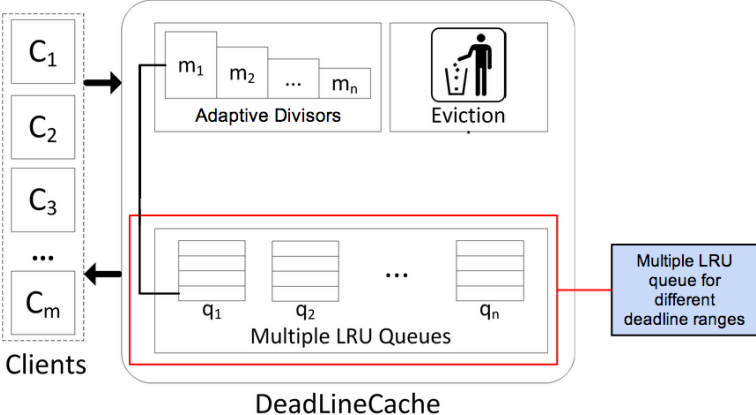 C1
C2
C3
...
Cm
Clients
m1
m2
...
mn
Adaptive Divisors
Eviction
q1
q2
...
qn
Multiple LRU Queues
DeadLineCache
Multiple LRU
queue for
different
deadline ranges